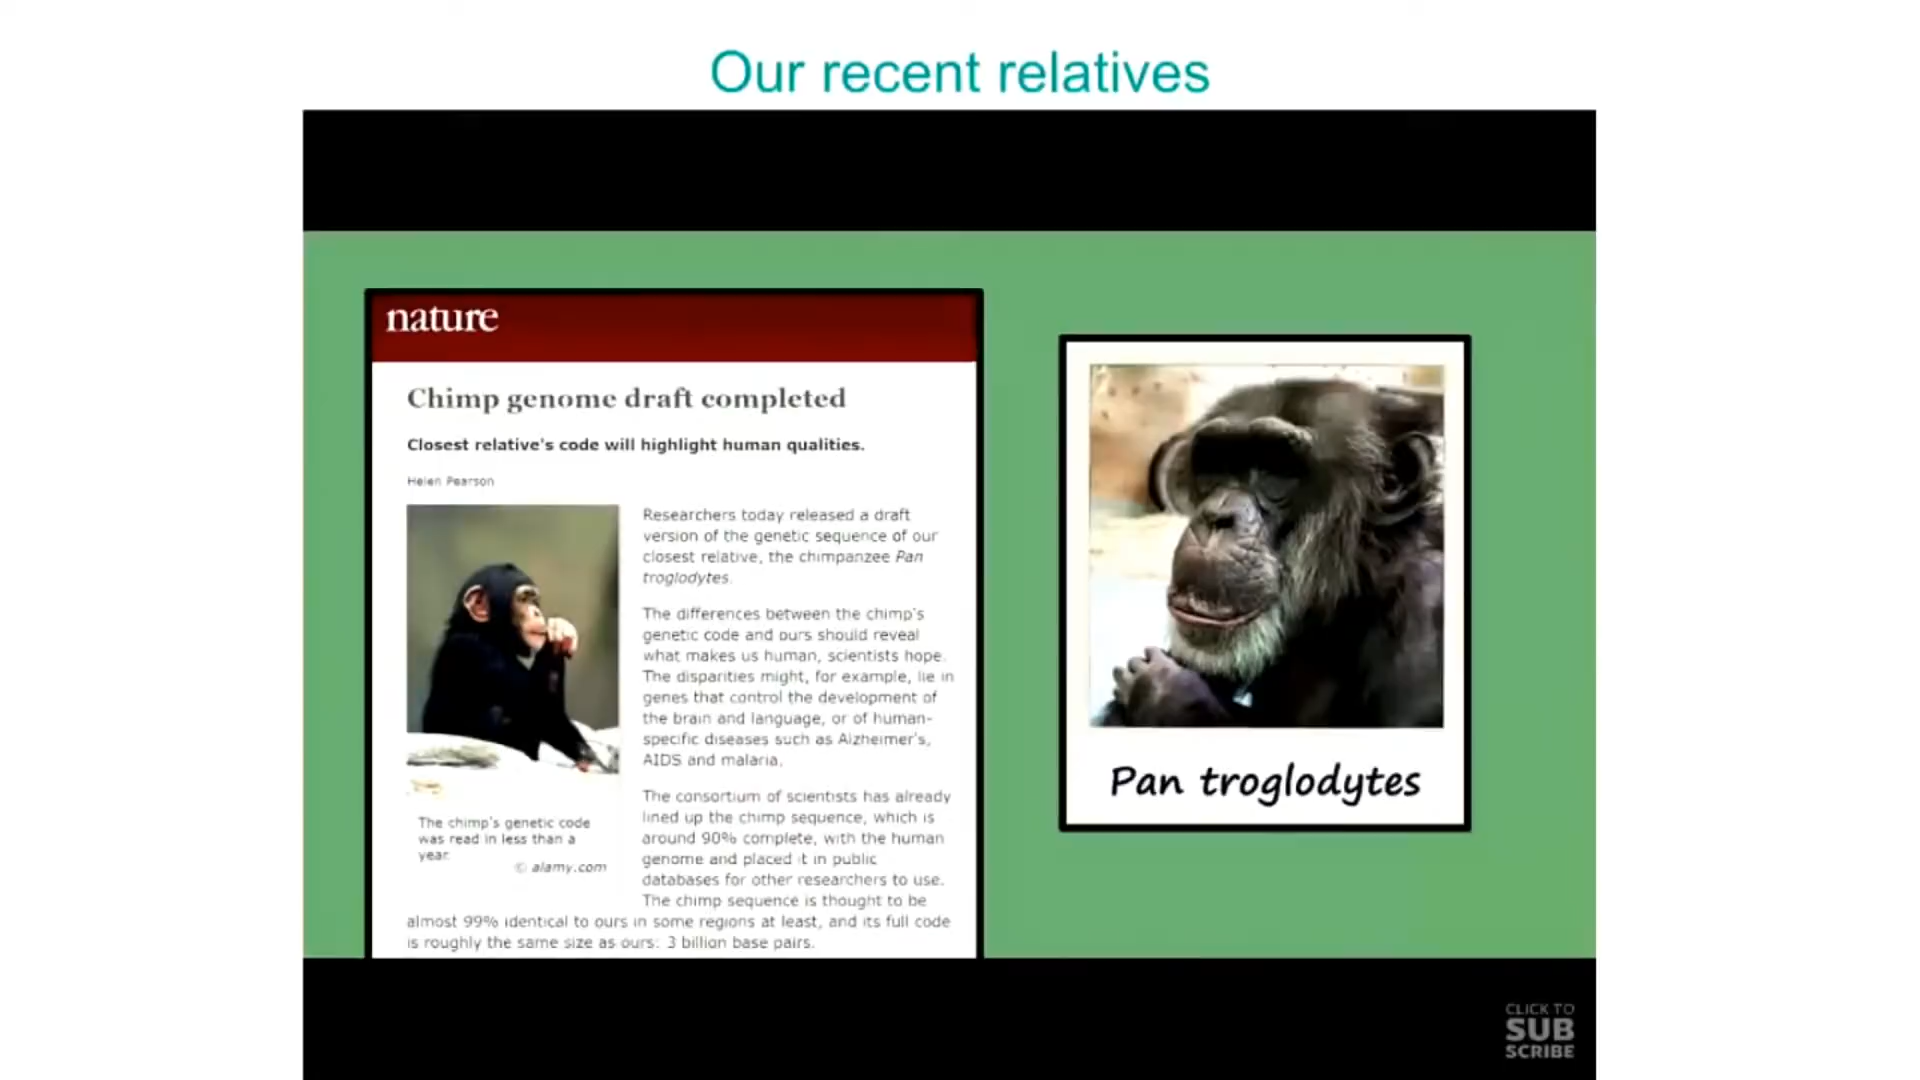 Our recent relatives
nature
Chimp genome draft completed
Closest relative's code will highlight human qualities.
Helen Pearson
Researchers today released a draft
version of the genetic sequence of our
closest relative, the chimpanzee Pan
troglodytes.
The differences between the chimp's
genetic code and ours should reveal
what makes us human, scientists hope.
The disparities might, for example, lie in
genes that control the development of
the brain and language, or of human-
specific diseases such as Alzheimer's,
AIDS and malaria.
The consortium of scientists has already
lined up the chimp sequence, which is
around 90% complete, with the human
genome and placed it in public
databases for other researchers to use.
The chimp sequence is thought to be
almost 99% identical to ours in some regions at least, and its full code
is roughly the same size as ours: 3 billion base pairs.
The chimp's genetic code
was read in less than a
year.
© alamy.com
Pan troglodytes
CLICK TO
SUB
SCRIBE